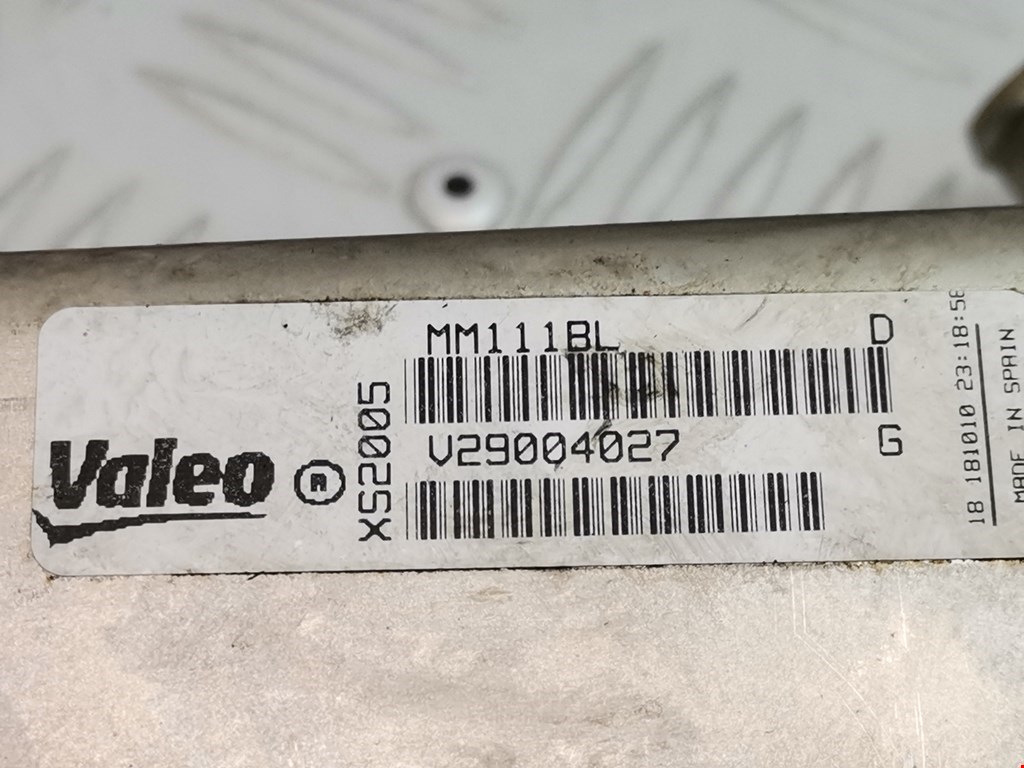 MM111BL D
V29004027 G
Valeo ®
XS2005
18 181010 23:18:58
MADE IN SPAIN